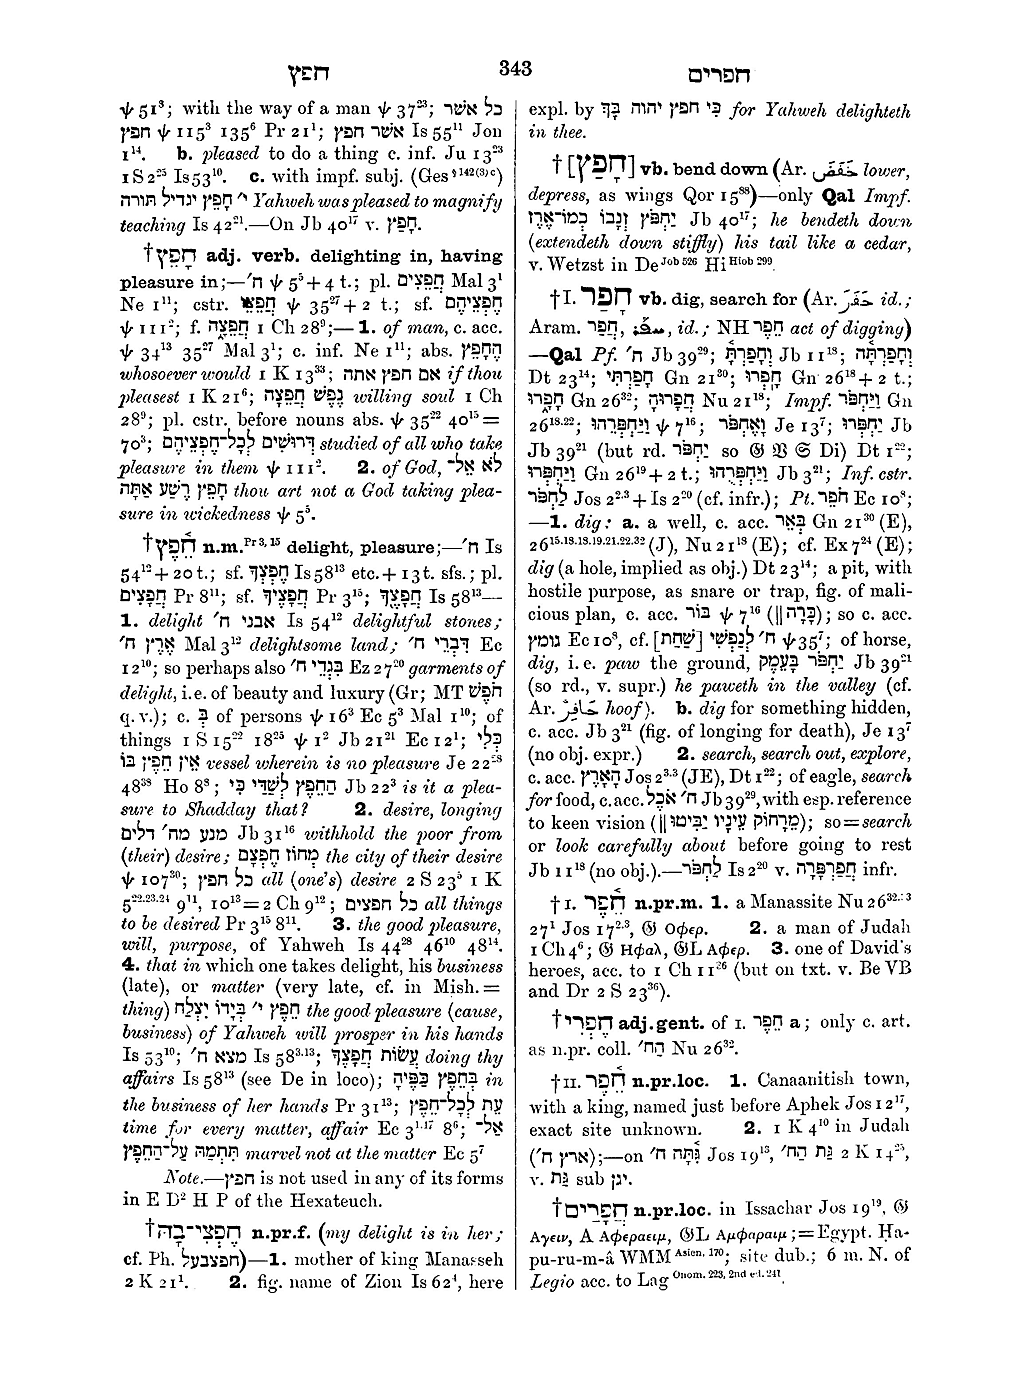 חפץ 343 חפרים
ψ 51⁸; with the way of a man ψ 37²³; כל אשר
חפץ ψ 115³ 135⁶ Pr 21¹; אשר חפץ Is 55¹¹ Jon
1¹⁴. b. pleased to do a thing c. inf. Ju 13²³
1 S 2²⁵ Is 53¹⁰. c. with impf. subj. (Ges§ 142 (3) c)
י׳ חָפֵץ יגדיל תורה Yahweh was pleased to magnify
teaching Is 42²¹.—On Jb 40¹⁷ v. חָפַץ.
†חָפֵץ adj. verb. delighting in, having
pleasure in;—ח׳ ψ 5⁵ + 4 t.; pl. חֲפֵצִים Mal 3¹
Ne 1¹¹; cstr. חֲפֵצֵי ψ 35²⁷ + 2 t.; sf. חֶפְצֵיהֶם
ψ 111²; f. חֲפֵצָה 1 Ch 28⁹;—1. of man, c. acc.
ψ 34¹³ 35²⁷ Mal 3¹; c. inf. Ne 1¹¹; abs. הֶחָפֵץ
whosoever would 1 K 13³³; אם חפץ אתה if thou
pleasest 1 K 21⁶; נֶפֶשׁ חֲפֵצָה willing soul 1 Ch
28⁹; pl. cstr. before nouns abs. ψ 35²² 40¹⁵ =
70³; דְּרוּשִׁים לְכָל־חֶפְצֵיהֶם studied of all who take
pleasure in them ψ 111². 2. of God, לֹא אֵל־
חָפֵץ רֶשַׁע אַתָּה thou art not a God taking plea-
sure in wickedness ψ 5⁵.
†חֵ֫פֶץ n.m.Pr 3, 15 delight, pleasure;—ח׳ Is
54¹² + 20 t.; sf. חֶפְצְךָ Is 58¹³ etc. + 13 t. sfs.; pl.
חֲפָצִים Pr 8¹¹; sf. חֲפָצֶיךָ Pr 3¹⁵; חֲפָצֶךָ Is 58¹³—
1. delight אבני ח׳ Is 54¹² delightful stones;
אֶרֶץ ח׳ Mal 3¹² delightsome land; דִּבְרֵי ח׳ Ec
12¹⁰; so perhaps also בִּגְדֵי ח׳ Ez 27²⁰ garments of
delight, i.e. of beauty and luxury (Gr; MT חֹפֶשׁ
q.v.); c. בְּ of persons ψ 16³ Ec 5³ Mal 1¹⁰; of
things 1 S 15²² 18²⁵ ψ 1² Jb 21²¹ Ec 12¹; כְּלִי
אֵין חֵפֶץ בּוֹ vessel wherein is no pleasure Je 22²⁸
48³⁸ Ho 8⁸; הַחֵפֶץ לְשַׁדַּי כִּי Jb 22³ is it a plea-
sure to Shadday that? 2. desire, longing
מנע מח׳ דלים Jb 31¹⁶ withhold the poor from
(their) desire; מְחוֹז חֶפְצָם the city of their desire
ψ 107³⁰; כל חפץ all (one's) desire 2 S 23⁵ 1 K
5²²·²³·²⁴ 9¹¹, 10¹³ = 2 Ch 9¹²; כל חפצים all things
to be desired Pr 3¹⁵ 8¹¹. 3. the good pleasure,
will, purpose, of Yahweh Is 44²⁸ 46¹⁰ 48¹⁴.
4. that in which one takes delight, his business
(late), or matter (very late, cf. in Mish. =
thing) חֵפֶץ י׳ בְּיָדוֹ יִצְלַח the good pleasure (cause,
business) of Yahweh will prosper in his hands
Is 53¹⁰; מצא ח׳ Is 58³·¹³; עֲשׂוֹת חֲפָצֶךָ doing thy
affairs Is 58¹³ (see De in loco); בְּחֵפֶץ כַּפֶּיהָ in
the business of her hands Pr 31¹³; עֵת לְכָל־חֵפֶץ
time for every matter, affair Ec 3¹·¹⁷ 8⁶; אַל־
תִּתְמַהּ עַל־הַחֵפֶץ marvel not at the matter Ec 5⁷
Note.—חפץ is not used in any of its forms
in E D² H P of the Hexateuch.
†חֶפְצִי־בָהּ n.pr.f. (my delight is in her;
cf. Ph. חפצבעל)—1. mother of king Manasseh
2 K 21¹. 2. fig. name of Zion Is 62⁴, here
expl. by כִּי חפץ יהוה בָּךְ for Yahweh delighteth
in thee.
†[חָפַץ] vb. bend down (Ar. خَفَضَ lower,
depress, as wings Qor 15⁸⁸)—only Qal Impf.
יַחְפֹּץ זְנָבוֹ כְמוֹ־אָרֶז Jb 40¹⁷; he bendeth down
(extendeth down stiffly) his tail like a cedar,
v. Wetzst in De Job 526 Hi Hiob 299.
†I. חָפַר vb. dig, search for (Ar. حَفَرَ id.;
Aram. חֲפַר, ܚܦܪ, id.; NH חֲפַר act of digging)
—Qal Pf. ח׳ Jb 39²⁹; וְחָפַרְתָּ Jb 11¹⁸; וְחָפַרְתָּה
Dt 23¹⁴; חָפַרְתִּי Gn 21³⁰; חָפְרוּ Gn 26¹⁸ + 2 t.;
חָפָרוּ Gn 26³²; חֲפָרוּהָ Nu 21¹⁸; Impf. וַיַּחְפֹּר Gn
26¹⁸·²²; וַיַּחְפְּרֵהוּ ψ 7¹⁶; וָאֶחְפֹּר Je 13⁷; יַחְפְּרוּ Jb
Jb 39²¹ (but rd. יַחְפֹּר so 𝔊 𝔙 𝔖 Di) Dt 1²²;
וַיַּחְפְּרוּ Gn 26¹⁹ + 2 t.; וַיַּחְפְּרֻהוּ Jb 3²¹; Inf. cstr.
לַחְפֹּר Jos 2²·³ + Is 2²⁰ (cf. infr.); Pt. חֹפֵר Ec 10⁸;
—1. dig: a. a well, c. acc. בְּאֵר Gn 21³⁰ (E),
26¹⁵·¹⁸·¹⁸·¹⁹·²¹·²²·³² (J), Nu 21¹⁸ (E); cf. Ex 7²⁴ (E);
dig (a hole, implied as obj.) Dt 23¹⁴; a pit, with
hostile purpose, as snare or trap, fig. of mali-
cious plan, c. acc. בּוֹר ψ 7¹⁶ (‖ כָּרָה); so c. acc.
גומץ Ec 10⁸, cf. [שַׁחַת] ח׳ לְנַפְשִׁי ψ 35⁷; of horse,
dig, i.e. paw the ground, יַחְפֹּר בָּעֵמֶק Jb 39²¹
(so rd., v. supr.) he paweth in the valley (cf.
Ar. حَافِرٌ hoof). b. dig for something hidden,
c. acc. Jb 3²¹ (fig. of longing for death), Je 13⁷
(no obj. expr.) 2. search, search out, explore,
c. acc. הָאָרֶץ Jos 2³·³ (JE), Dt 1²²; of eagle, search
for food, c. acc. ח׳ אֹכֶל Jb 39²⁹, with esp. reference
to keen vision (‖ מֵרָחוֹק עֵינָיו יַבִּיטוּ); so = search
or look carefully about before going to rest
Jb 11¹⁸ (no obj.).—לַחְפֹּר Is 2²⁰ v. חֲפַרְפָּרָה infr.
†I. חֵ֫פֶר n.pr.m. 1. a Manassite Nu 26³²·³³
27¹ Jos 17²·³, 𝔊 Οφερ. 2. a man of Judah
1 Ch 4⁶; 𝔊 Ηφαλ, 𝔊L Αφερ. 3. one of David's
heroes, acc. to 1 Ch 11³⁶ (but on txt. v. Be VB
and Dr 2 S 23³⁶).
†חֶפְרִי adj.gent. of I. חֵפֶר a; only c. art.
as n.pr. coll. הַח׳ Nu 26³².
†II. חֵ֫פֶר n.pr.loc. 1. Canaanitish town,
with a king, named just before Aphek Jos 12¹⁷,
exact site unknown. 2. 1 K 4¹⁰ in Judah
(ארץ ח׳);—on גִּתָּה ח׳ Jos 19¹³, גַּת הַח׳ 2 K 14²⁵,
v. גַּת sub יגן.
†חֲפָרַיִם n.pr.loc. in Issachar Jos 19¹⁹, 𝔊
Αγειν, A Αφεραειμ, 𝔊L Αμφαραιμ; = Egypt. Ḥa-
pu-ru-m-â WMM Asien, 170; site dub.; 6 m. N. of
Legio acc. to Lag Onom. 223, 2nd ed. 241.